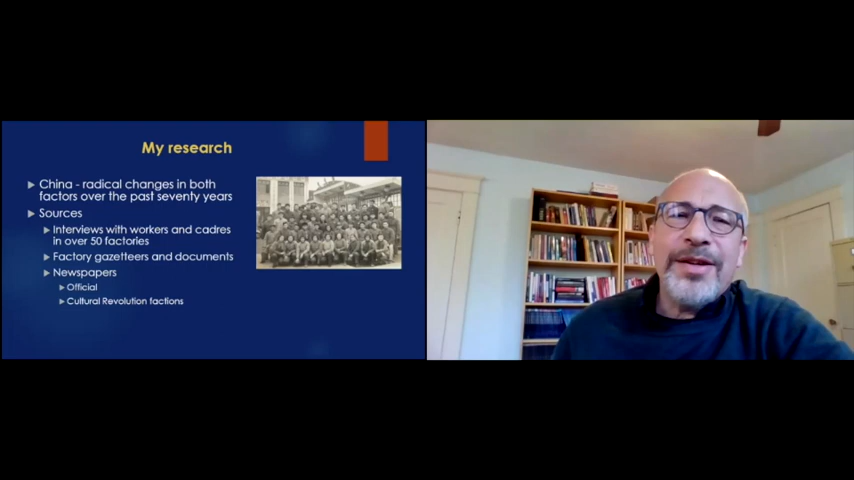 My research
China - radical changes in both
factors over the past seventy years
Sources
Interviews with workers and cadres
in over 50 factories
Factory gazetteers and documents
Newspapers
Official
Cultural Revolution factions